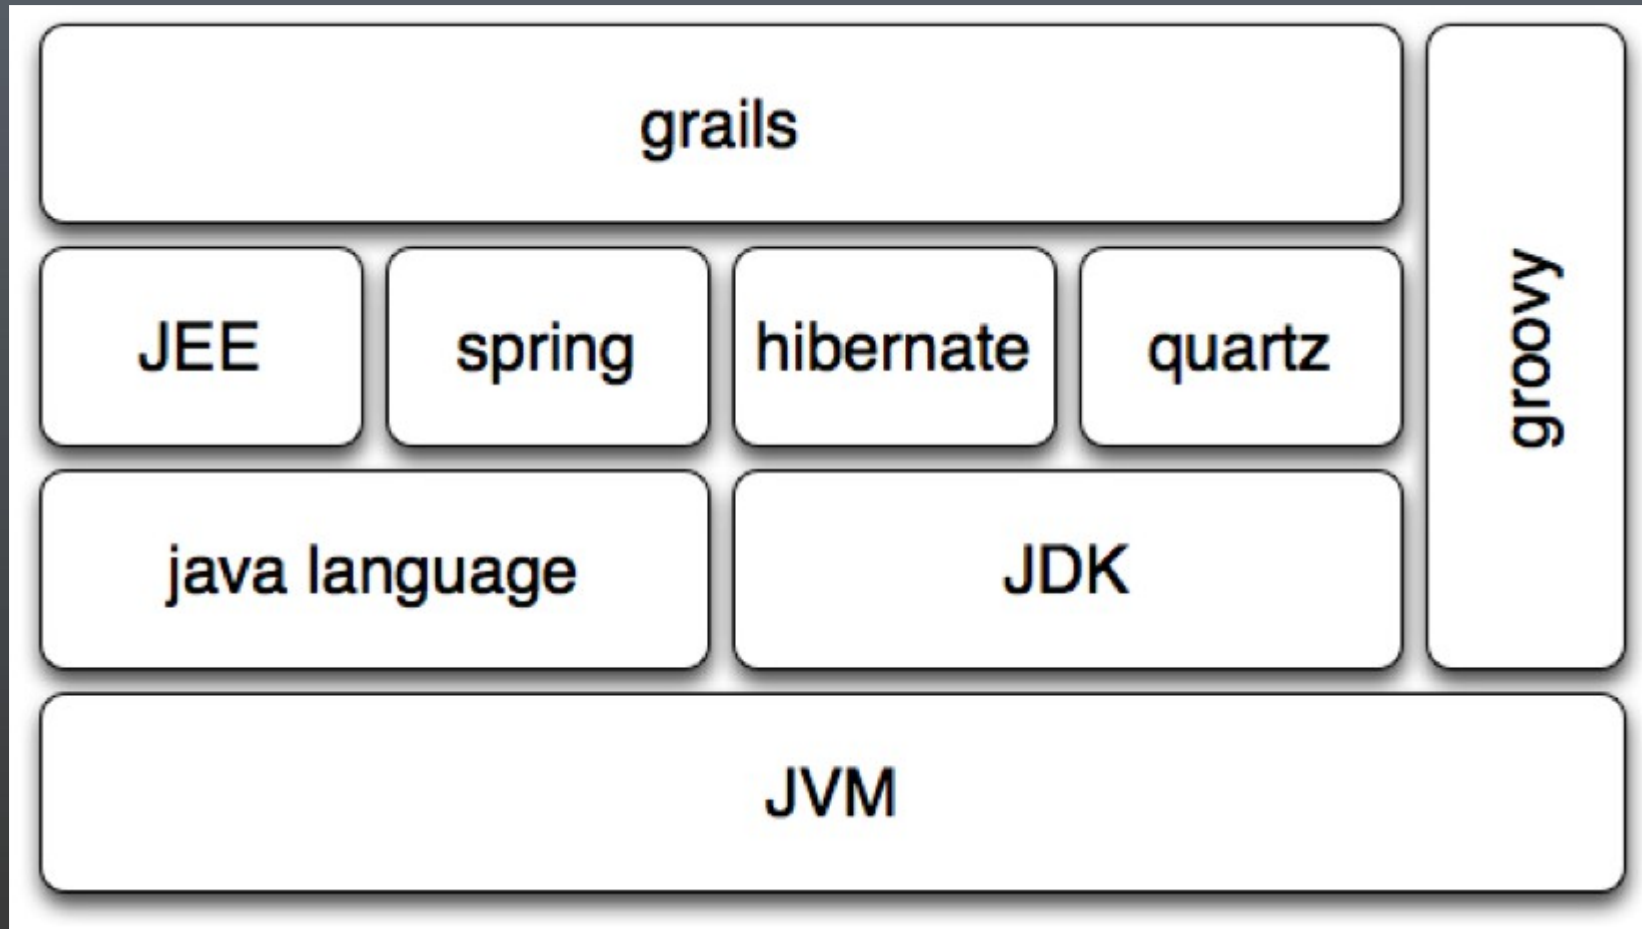 grails
JEE
spring
hibernate
quartz
groovy
java language
JDK
JVM